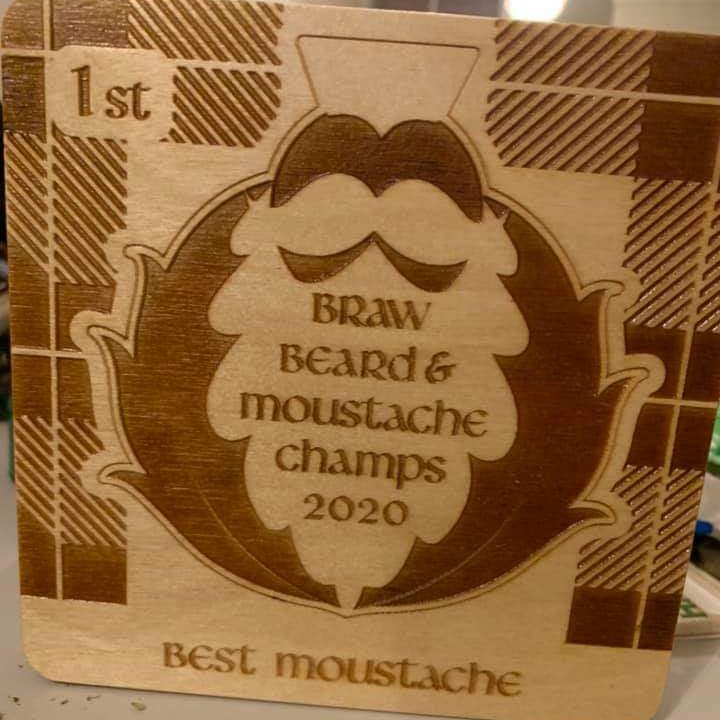 1st
BRAW
BEARd &
moustache
champs
2020
BEST moustache